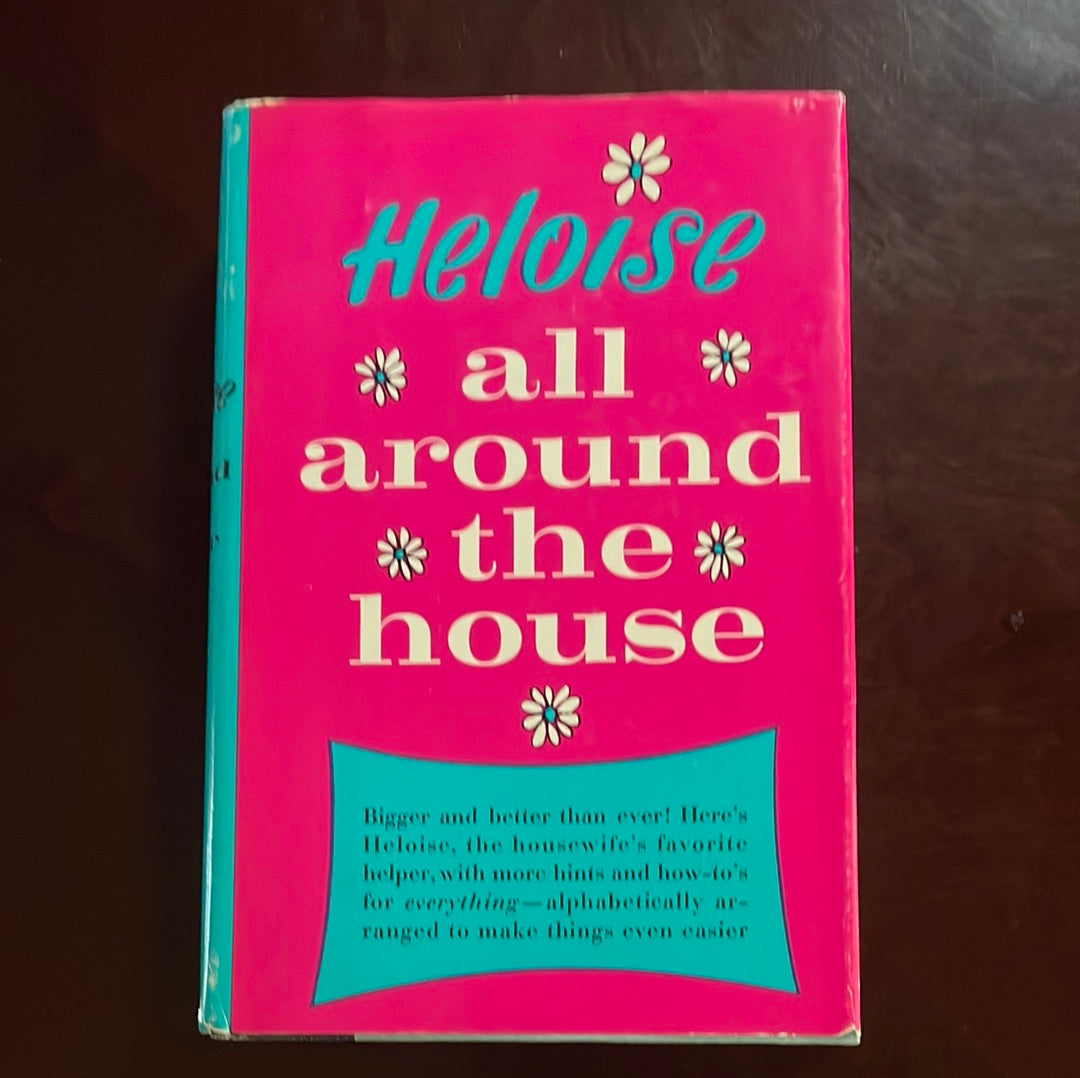 Heloise
all
around
the
house
Bigger and better than ever! Here's
Heloise, the housewife's favorite
helper, with more hints and how-to's
for everything—alphabetically ar-
ranged to make things even easier